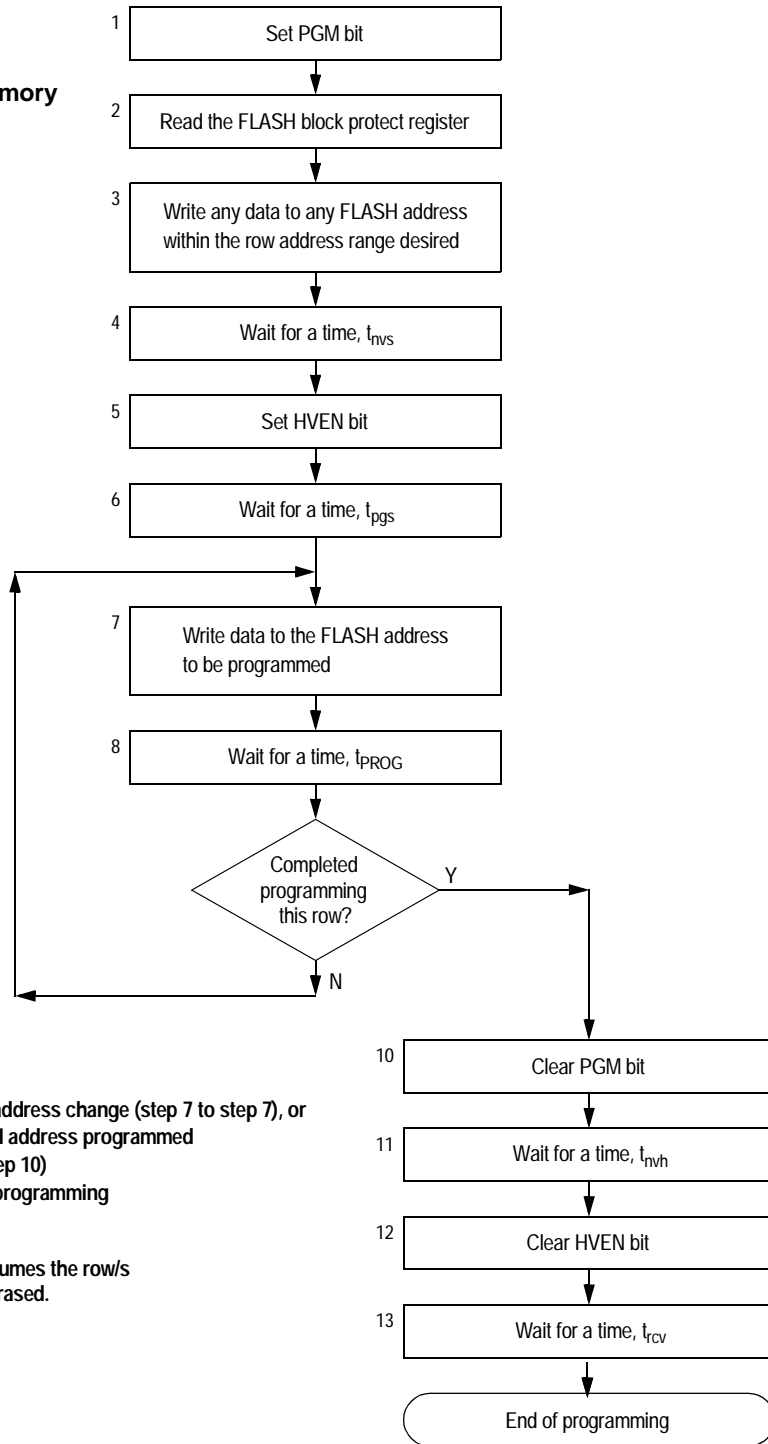 1
Set PGM bit
mory
2
Read the FLASH block protect register
3
Write any data to any FLASH address
within the row address range desired
4
Wait for a time, tnvs
5
Set HVEN bit
6
Wait for a time, tpgs
7
Write data to the FLASH address
to be programmed
8
Wait for a time, tPROG
Completed
programming
this row?
Y
N
10
Clear PGM bit
address change (step 7 to step 7), or
address programmed
ep 10)
11
Wait for a time, tnvh
programming
12
Clear HVEN bit
umes the row/s
rased.
13
Wait for a time, trcv
End of programming